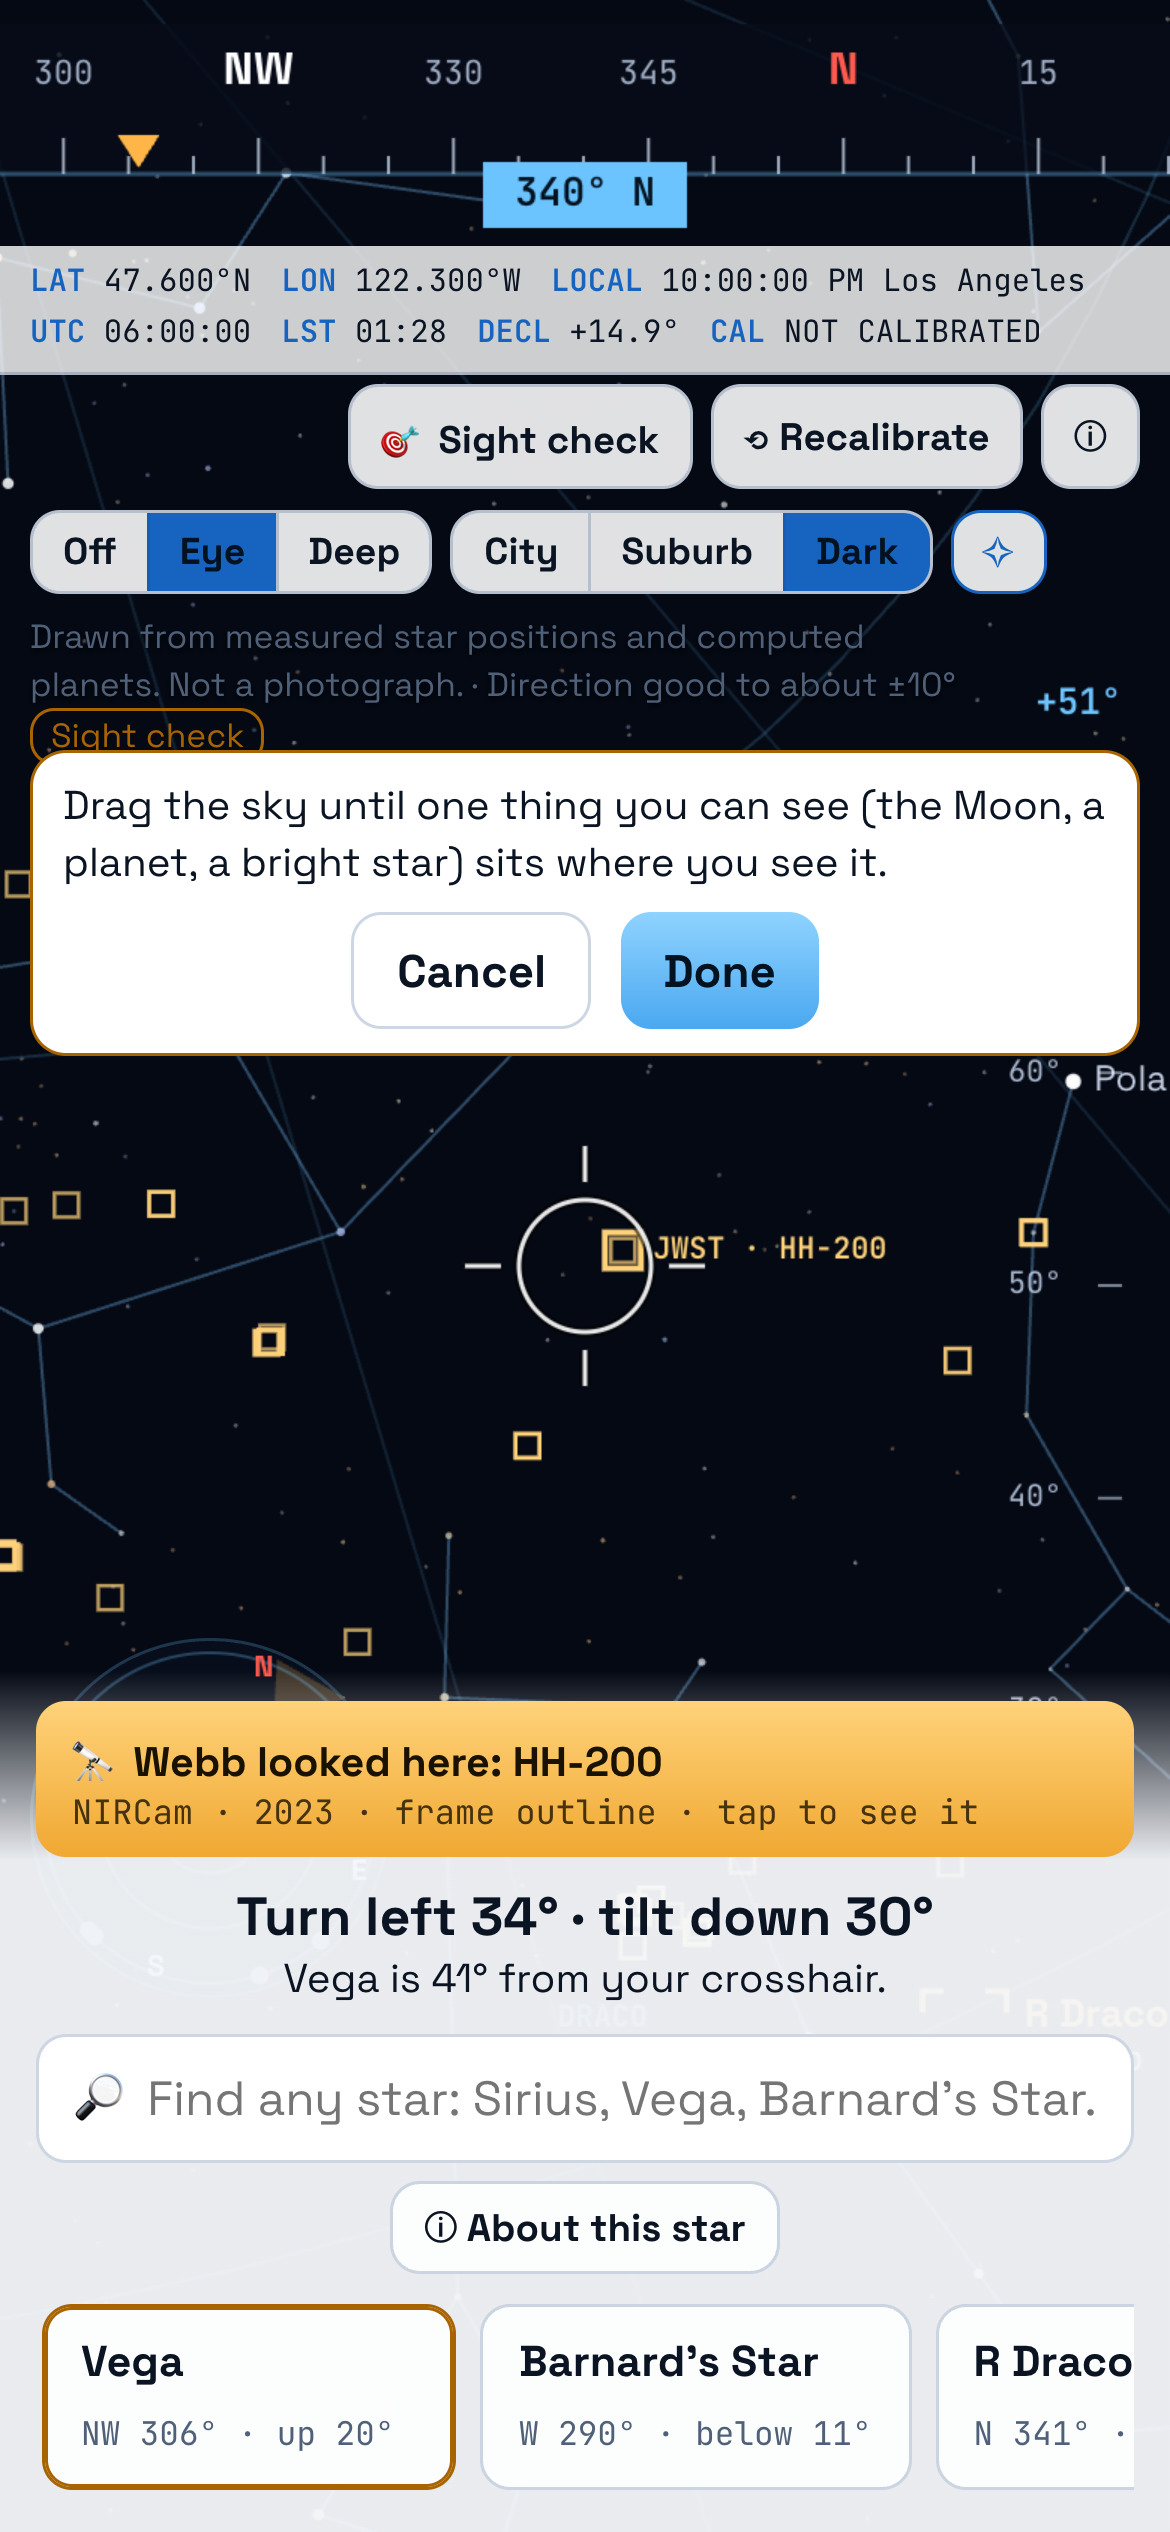 300 NW 330 345 N 15
340° N
LAT 47.600°N LON 122.300°W LOCAL 10:00:00 PM Los Angeles
UTC 06:00:00 LST 01:28 DECL +14.9° CAL NOT CALIBRATED
🎯 Sight check ⟲ Recalibrate ⓘ
Off Eye Deep City Suburb Dark ✧
Drawn from measured star positions and computed
planets. Not a photograph. · Direction good to about ±10°
+51°
Sight check
Drag the sky until one thing you can see (the Moon, a
planet, a bright star) sits where you see it.
Cancel Done
60° Pola
JWST · HH-200
50°
40°
N
🔭 Webb looked here: HH-200
NIRCam · 2023 · frame outline · tap to see it
E
Turn left 34° · tilt down 30°
S
Vega is 41° from your crosshair.
DRACO
R Draco
🔎 Find any star: Sirius, Vega, Barnard's Star.
ⓘ About this star
Vega Barnard's Star R Draco
NW 306° · up 20° W 290° · below 11° N 341° ·